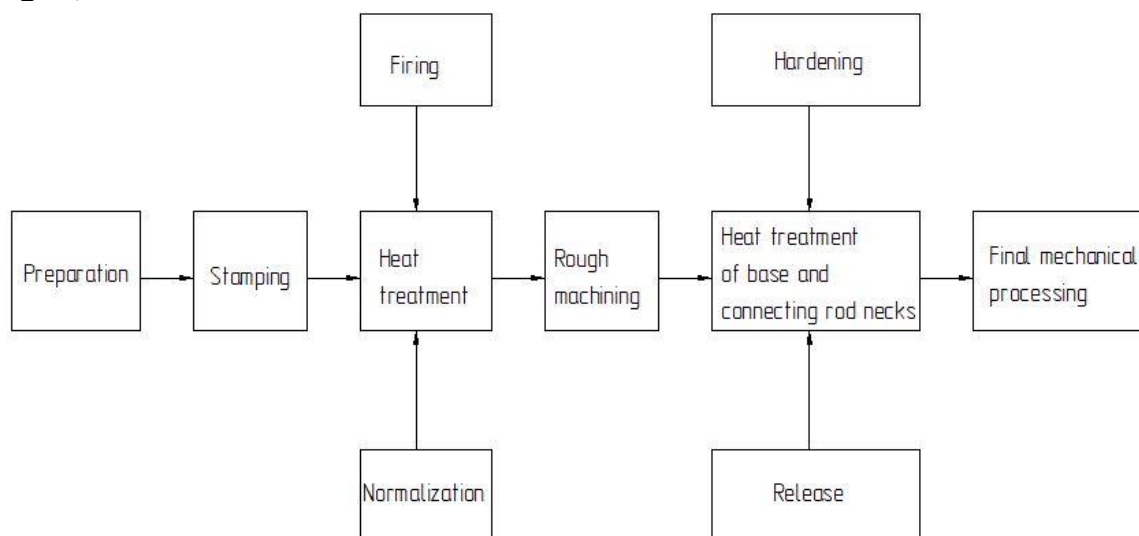 Firing
Hardening
Preparation
Stamping
Heat
treatment
Rough
machining
Heat treatment
of base and
connecting rod necks
Final mechanical
processing
Normalization
Release